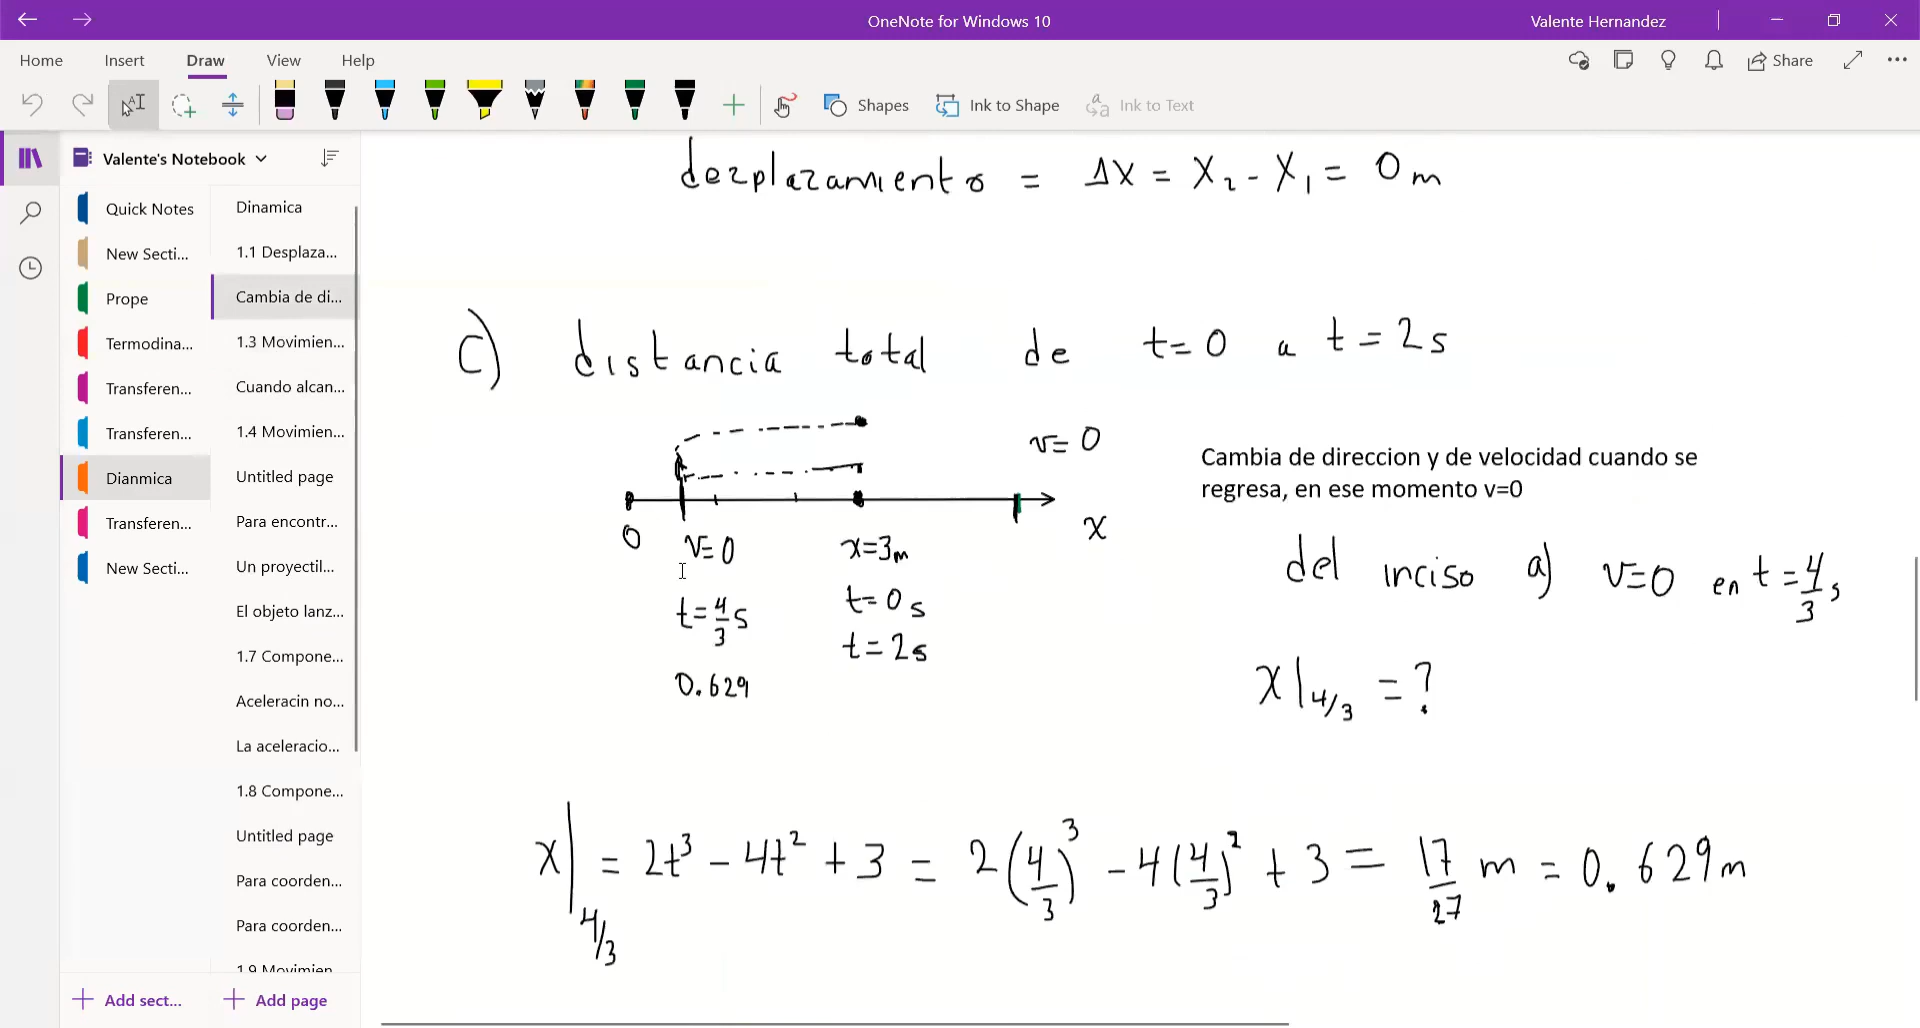 OneNote for Windows 10
Valente Hernandez
Home Insert Draw View Help
Share
Shapes Ink to Shape Ink to Text
Valente's Notebook
Quick Notes
New Secti...
Prope
Termodina...
Transferen...
Transferen...
Dianmica
Transferen...
New Secti...
Add sect...
Dinamica
1.1 Desplaza...
Cambia de di...
1.3 Movimien...
Cuando alcan...
1.4 Movimien...
Untitled page
Para encontr...
Un proyectil...
El objeto lanz...
1.7 Compone...
Aceleracin no...
La aceleracio...
1.8 Compone...
Untitled page
Para coorden...
Para coorden...
1.9 Movimien
Add page
dezplazamiento = Δx = x₂ - x₁ = 0 m
C) distancia total de t=0 a t=2s
v=0
0
x
v=0
t=4/3 s
0.629
x=3m
t=0s
t=2s
Cambia de direccion y de velocidad cuando se
regresa, en ese momento v=0
del inciso a) v=0 en t=4/3 s
x|4/3 = ?
x|4/3 = 2t³ - 4t² + 3 = 2(4/3)³ - 4(4/3)² + 3 = 17/27 m = 0.629m